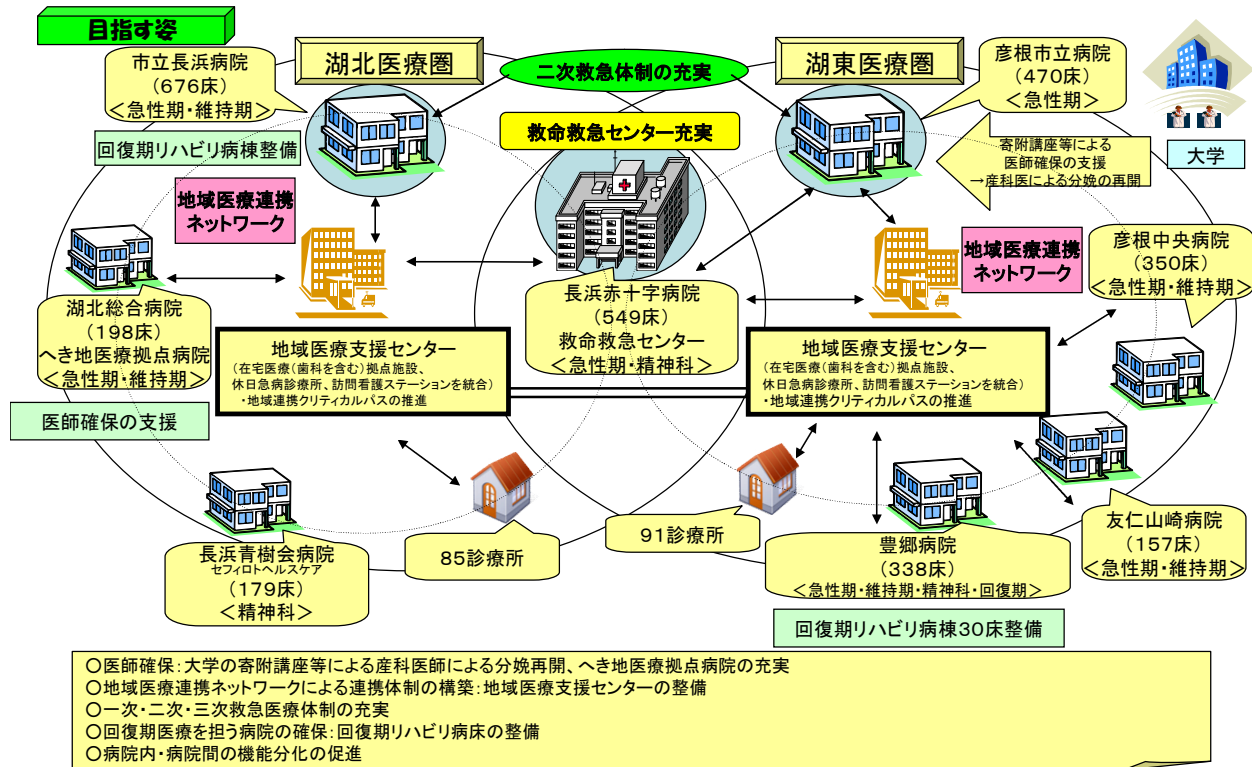 目指す姿
湖北医療圏
二次救急体制の充実
湖東医療圏
市立長浜病院
(676床)
<急性期・維持期>
彦根市立病院
(470床)
<急性期>
救命救急センター充実
回復期リハビリ病棟整備
寄附講座等による
医師確保の支援
→産科医による分娩の再開
大学
地域医療連携
ネットワーク
地域医療連携
ネットワーク
彦根中央病院
(350床)
<急性期・維持期>
湖北総合病院
(198床)
へき地医療拠点病院
<急性期・維持期>
長浜赤十字病院
(549床)
救命救急センター
<急性期・精神科>
地域医療支援センター
(在宅医療(歯科を含む)拠点施設、
休日急病診療所、訪問看護ステーションを統合)
・地域連携クリティカルパスの推進
地域医療支援センター
(在宅医療(歯科を含む)拠点施設、
休日急病診療所、訪問看護ステーションを統合)
・地域連携クリティカルパスの推進
医師確保の支援
長浜青樹会病院
セフィロトヘルスケア
(179床)
<精神科>
85診療所
91診療所
豊郷病院
(338床)
<急性期・維持期・精神科・回復期>
友仁山崎病院
(157床)
<急性期・維持期>
回復期リハビリ病棟30床整備
○医師確保:大学の寄附講座等による産科医師による分娩再開、へき地医療拠点病院の充実
○地域医療連携ネットワークによる連携体制の構築:地域医療支援センターの整備
○一次・二次・三次救急医療体制の充実
○回復期医療を担う病院の確保:回復期リハビリ病床の整備
○病院内・病院間の機能分化の促進